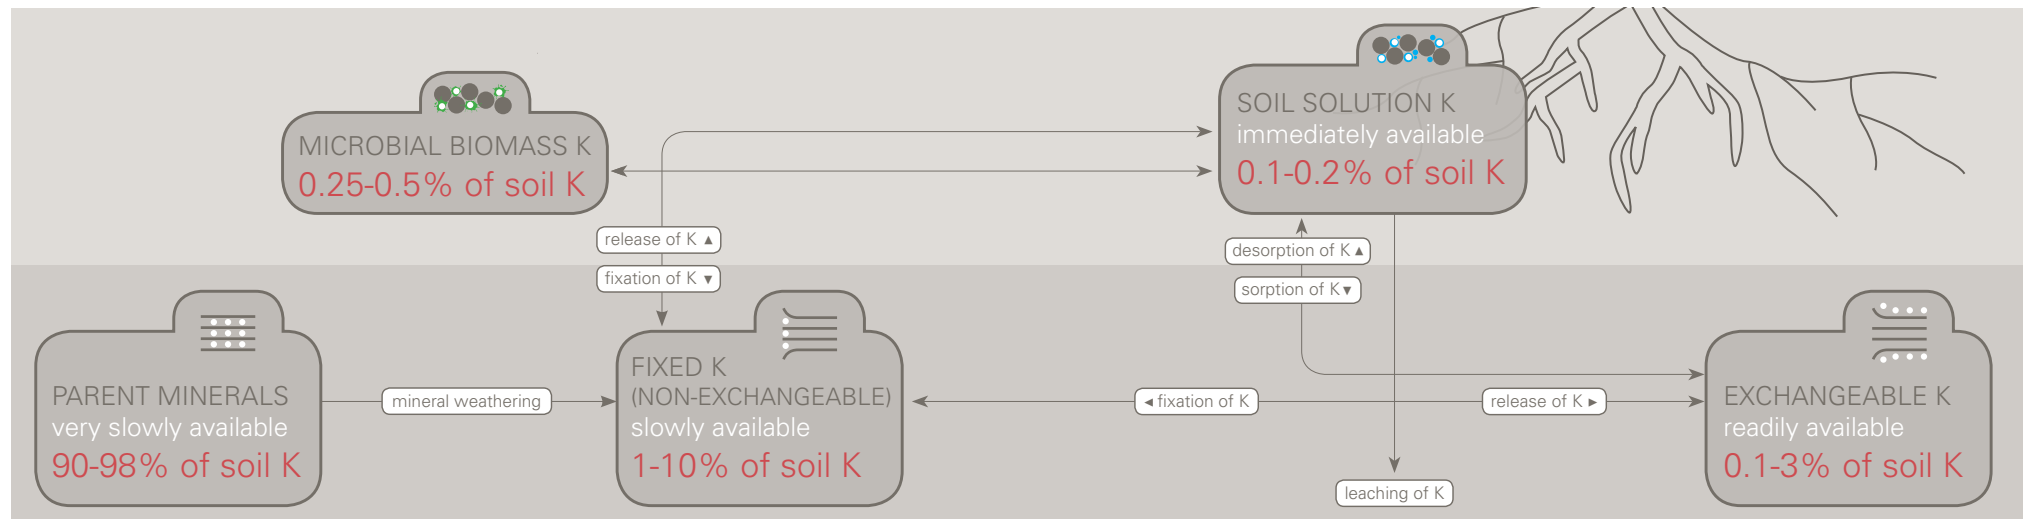 MICROBIAL BIOMASS K
0.25-0.5% of soil K
SOIL SOLUTION K
immediately available
0.1-0.2% of soil K
release of K ▲
fixation of K ▼
desorption of K ▲
sorption of K ▼
PARENT MINERALS
very slowly available
90-98% of soil K
mineral weathering
FIXED K
(NON-EXCHANGEABLE)
slowly available
1-10% of soil K
◄ fixation of K
release of K ►
EXCHANGEABLE K
readily available
0.1-3% of soil K
leaching of K